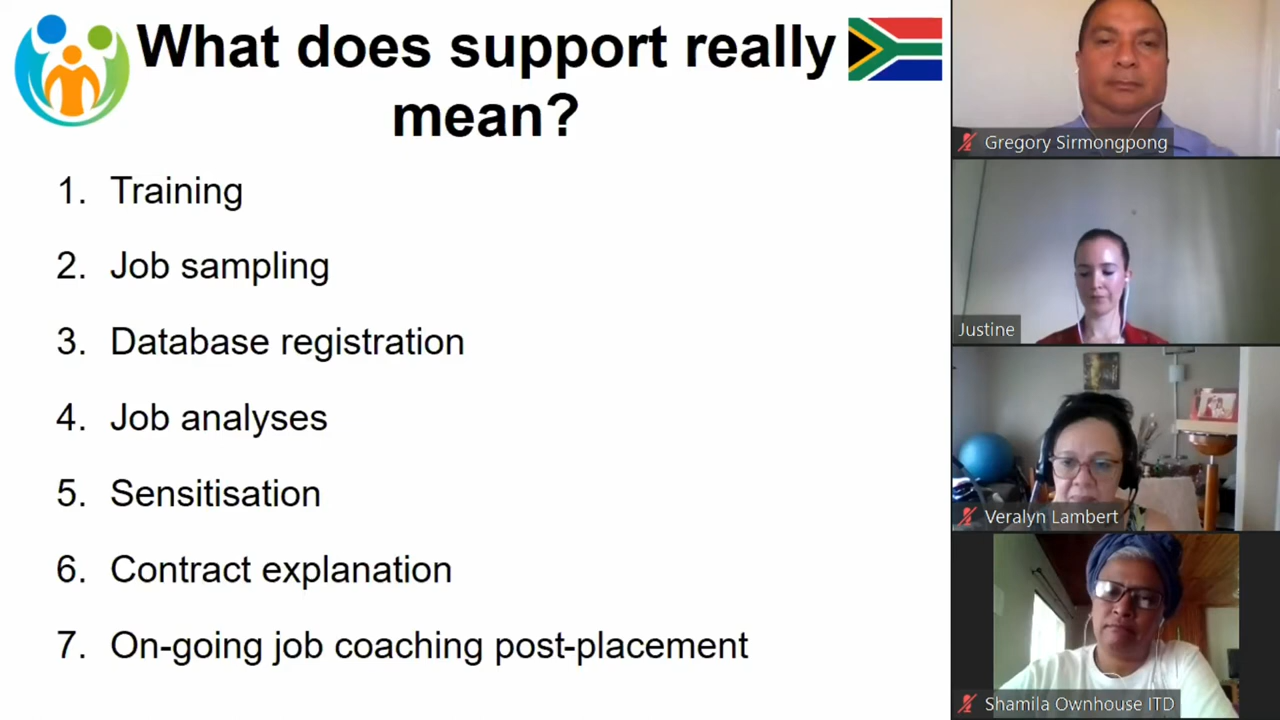 What does support really
mean?
1. Training
2. Job sampling
3. Database registration
4. Job analyses
5. Sensitisation
6. Contract explanation
7. On-going job coaching post-placement
Gregory Sirmongpong
Justine
Veralyn Lambert
Shamila Ownhouse ITD